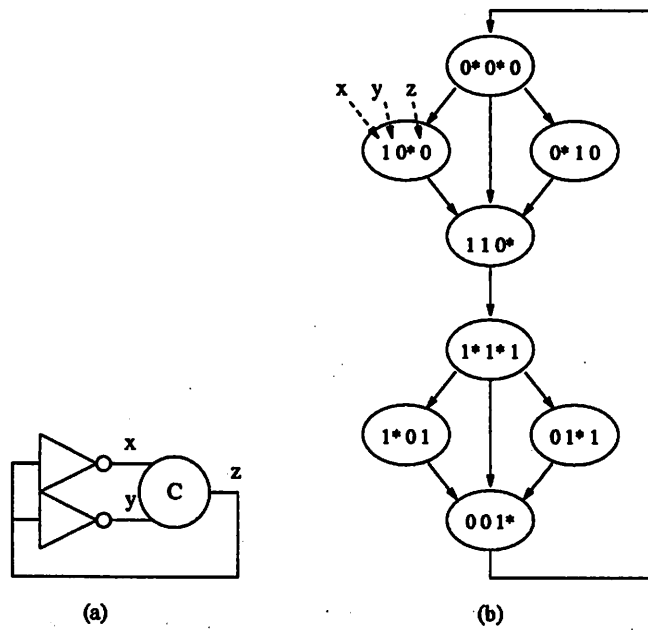 0* 0* 0
x y z
1 0* 0
0* 1 0
1 1 0*
1* 1* 1
1* 0 1
0 1* 1
x
y
C
z
0 0 1*
(a)
(b)